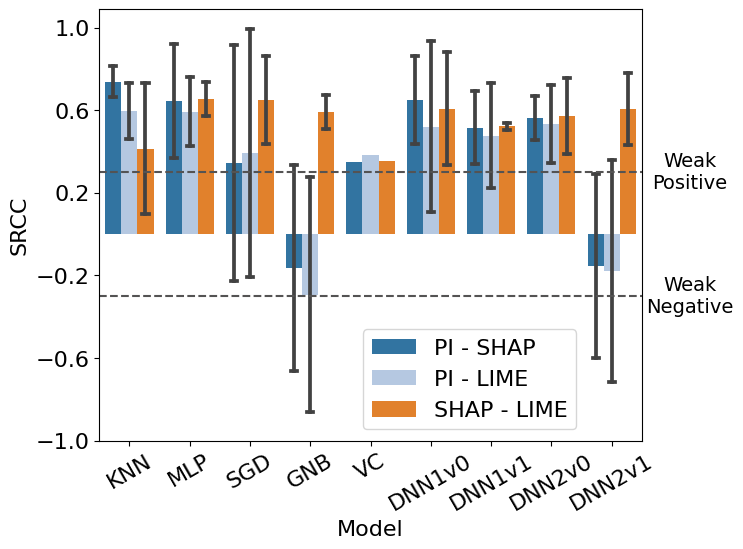 1.0
0.6
0.2
−0.2
−0.6
−1.0
SRCC
Weak
Positive
Weak
Negative
PI - SHAP
PI - LIME
SHAP - LIME
KNN
MLP
SGD
GNB
VC
DNN1v0
DNN1v1
DNN2v0
DNN2v1
Model